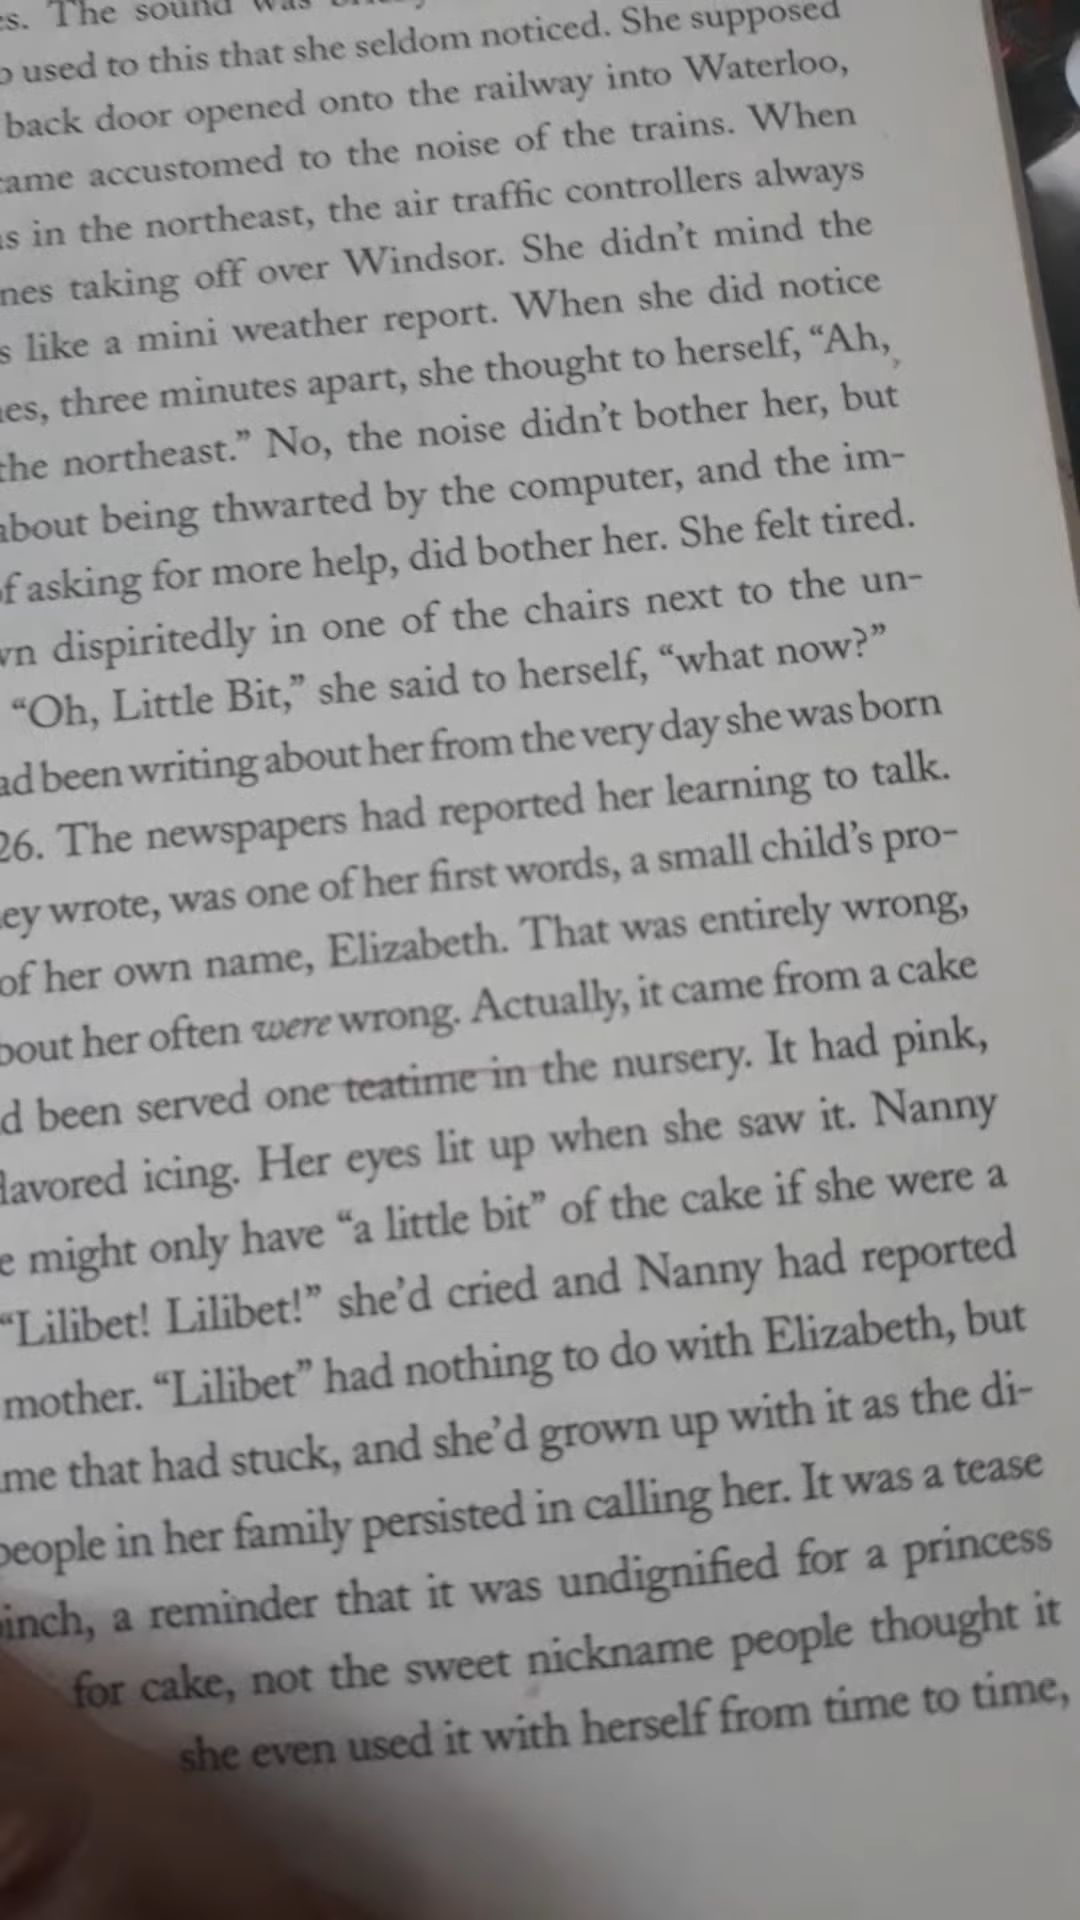 The sound was
used to this that she seldom noticed. She supposed
back door opened onto the railway into Waterloo,
accustomed to the noise of the trains. When
in the northeast, the air traffic controllers always
taking off over Windsor. She didn't mind the
like a mini weather report. When she did notice
three minutes apart, she thought to herself, “Ah,
the northeast.” No, the noise didn't bother her, but
about being thwarted by the computer, and the im-
asking for more help, did bother her. She felt tired.
dispiritedly in one of the chairs next to the un-
“Oh, Little Bit,” she said to herself, “what now?”
been writing about her from the very day she was born
26. The newspapers had reported her learning to talk.
wrote, was one of her first words, a small child's pro-
of her own name, Elizabeth. That was entirely wrong,
her often were wrong. Actually, it came from a cake
been served one teatime in the nursery. It had pink,
icing. Her eyes lit up when she saw it. Nanny
might only have “a little bit” of the cake if she were a
“Lilibet! Lilibet!” she'd cried and Nanny had reported
mother. “Lilibet” had nothing to do with Elizabeth, but
that had stuck, and she'd grown up with it as the di-
people in her family persisted in calling her. It was a tease
a reminder that it was undignified for a princess
for cake, not the sweet nickname people thought it
she even used it with herself from time to time,